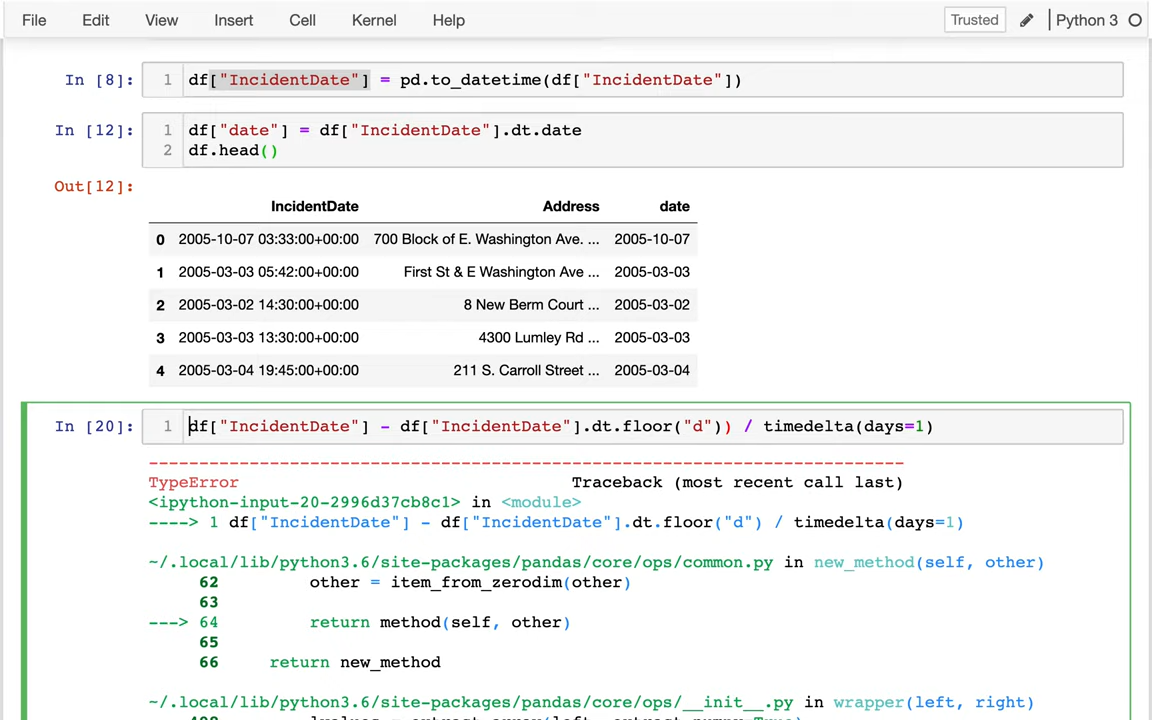 File Edit View Insert Cell Kernel Help Trusted Python 3
In [8]: 1 df["IncidentDate"] = pd.to_datetime(df["IncidentDate"])
In [12]: 1 df["date"] = df["IncidentDate"].dt.date
2 df.head()
Out[12]:
IncidentDate Address date
0 2005-10-07 03:33:00+00:00 700 Block of E. Washington Ave. ... 2005-10-07
1 2005-03-03 05:42:00+00:00 First St & E Washington Ave ... 2005-03-03
2 2005-03-02 14:30:00+00:00 8 New Berm Court ... 2005-03-02
3 2005-03-03 13:30:00+00:00 4300 Lumley Rd ... 2005-03-03
4 2005-03-04 19:45:00+00:00 211 S. Carroll Street ... 2005-03-04
In [20]: 1 df["IncidentDate"] - df["IncidentDate"].dt.floor("d")) / timedelta(days=1)
---------------------------------------------------------------------------
TypeError Traceback (most recent call last)
<ipython-input-20-2996d37cb8c1> in <module>
----> 1 df["IncidentDate"] - df["IncidentDate"].dt.floor("d") / timedelta(days=1)
~/.local/lib/python3.6/site-packages/pandas/core/ops/common.py in new_method(self, other)
62 other = item_from_zerodim(other)
63
---> 64 return method(self, other)
65
66 return new_method
~/.local/lib/python3.6/site-packages/pandas/core/ops/__init__.py in wrapper(left, right)